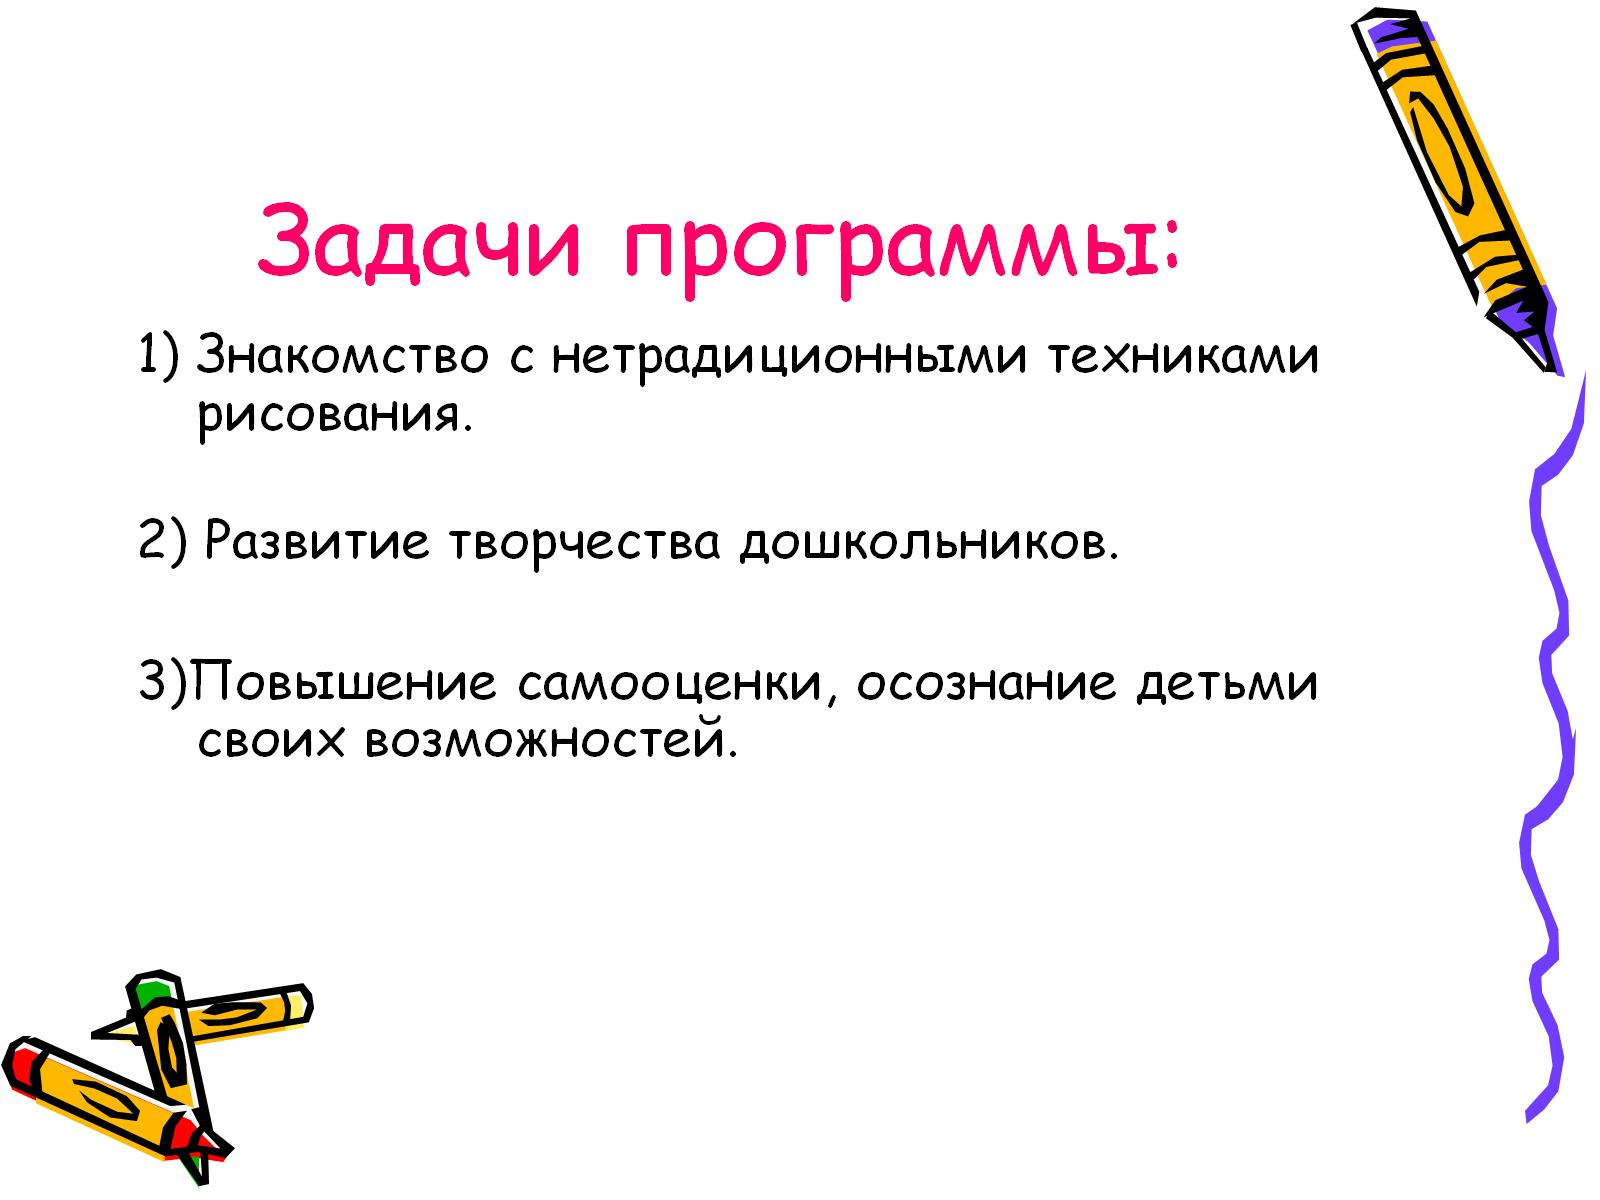 Задачи программы:
1) Знакомство с нетрадиционными техниками
рисования.
2) Развитие творчества дошкольников.
3)Повышение самооценки, осознание детьми
своих возможностей.